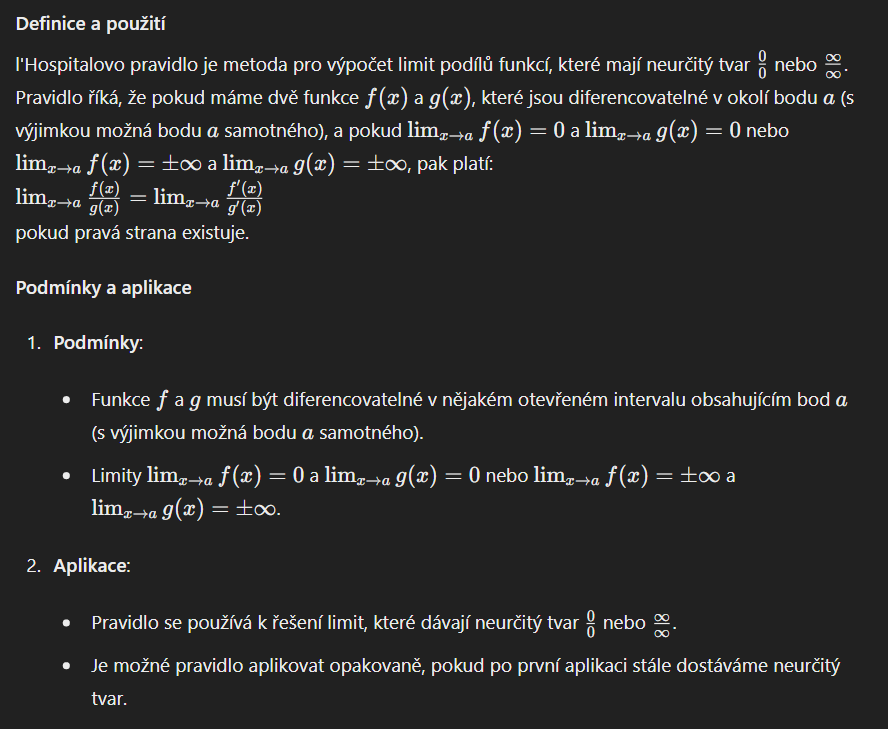 Definice a použití
l'Hospitalovo pravidlo je metoda pro výpočet limit podílů funkcí, které mají neurčitý tvar $\frac{0}{0}$ nebo $\frac{\infty}{\infty}$.
Pravidlo říká, že pokud máme dvě funkce $f(x)$ a $g(x)$, které jsou diferencovatelné v okolí bodu $a$ (s
výjimkou možná bodu $a$ samotného), a pokud $\lim_{x \to a} f(x) = 0$ a $\lim_{x \to a} g(x) = 0$ nebo
$\lim_{x \to a} f(x) = \pm\infty$ a $\lim_{x \to a} g(x) = \pm\infty$, pak platí:
$\lim_{x \to a} \frac{f(x)}{g(x)} = \lim_{x \to a} \frac{f'(x)}{g'(x)}$
pokud pravá strana existuje.
Podmínky a aplikace
1. Podmínky:
• Funkce $f$ a $g$ musí být diferencovatelné v nějakém otevřeném intervalu obsahujícím bod $a$
(s výjimkou možná bodu $a$ samotného).
• Limity $\lim_{x \to a} f(x) = 0$ a $\lim_{x \to a} g(x) = 0$ nebo $\lim_{x \to a} f(x) = \pm\infty$ a
$\lim_{x \to a} g(x) = \pm\infty$.
2. Aplikace:
• Pravidlo se používá k řešení limit, které dávají neurčitý tvar $\frac{0}{0}$ nebo $\frac{\infty}{\infty}$.
• Je možné pravidlo aplikovat opakovaně, pokud po první aplikaci stále dostáváme neurčitý
tvar.